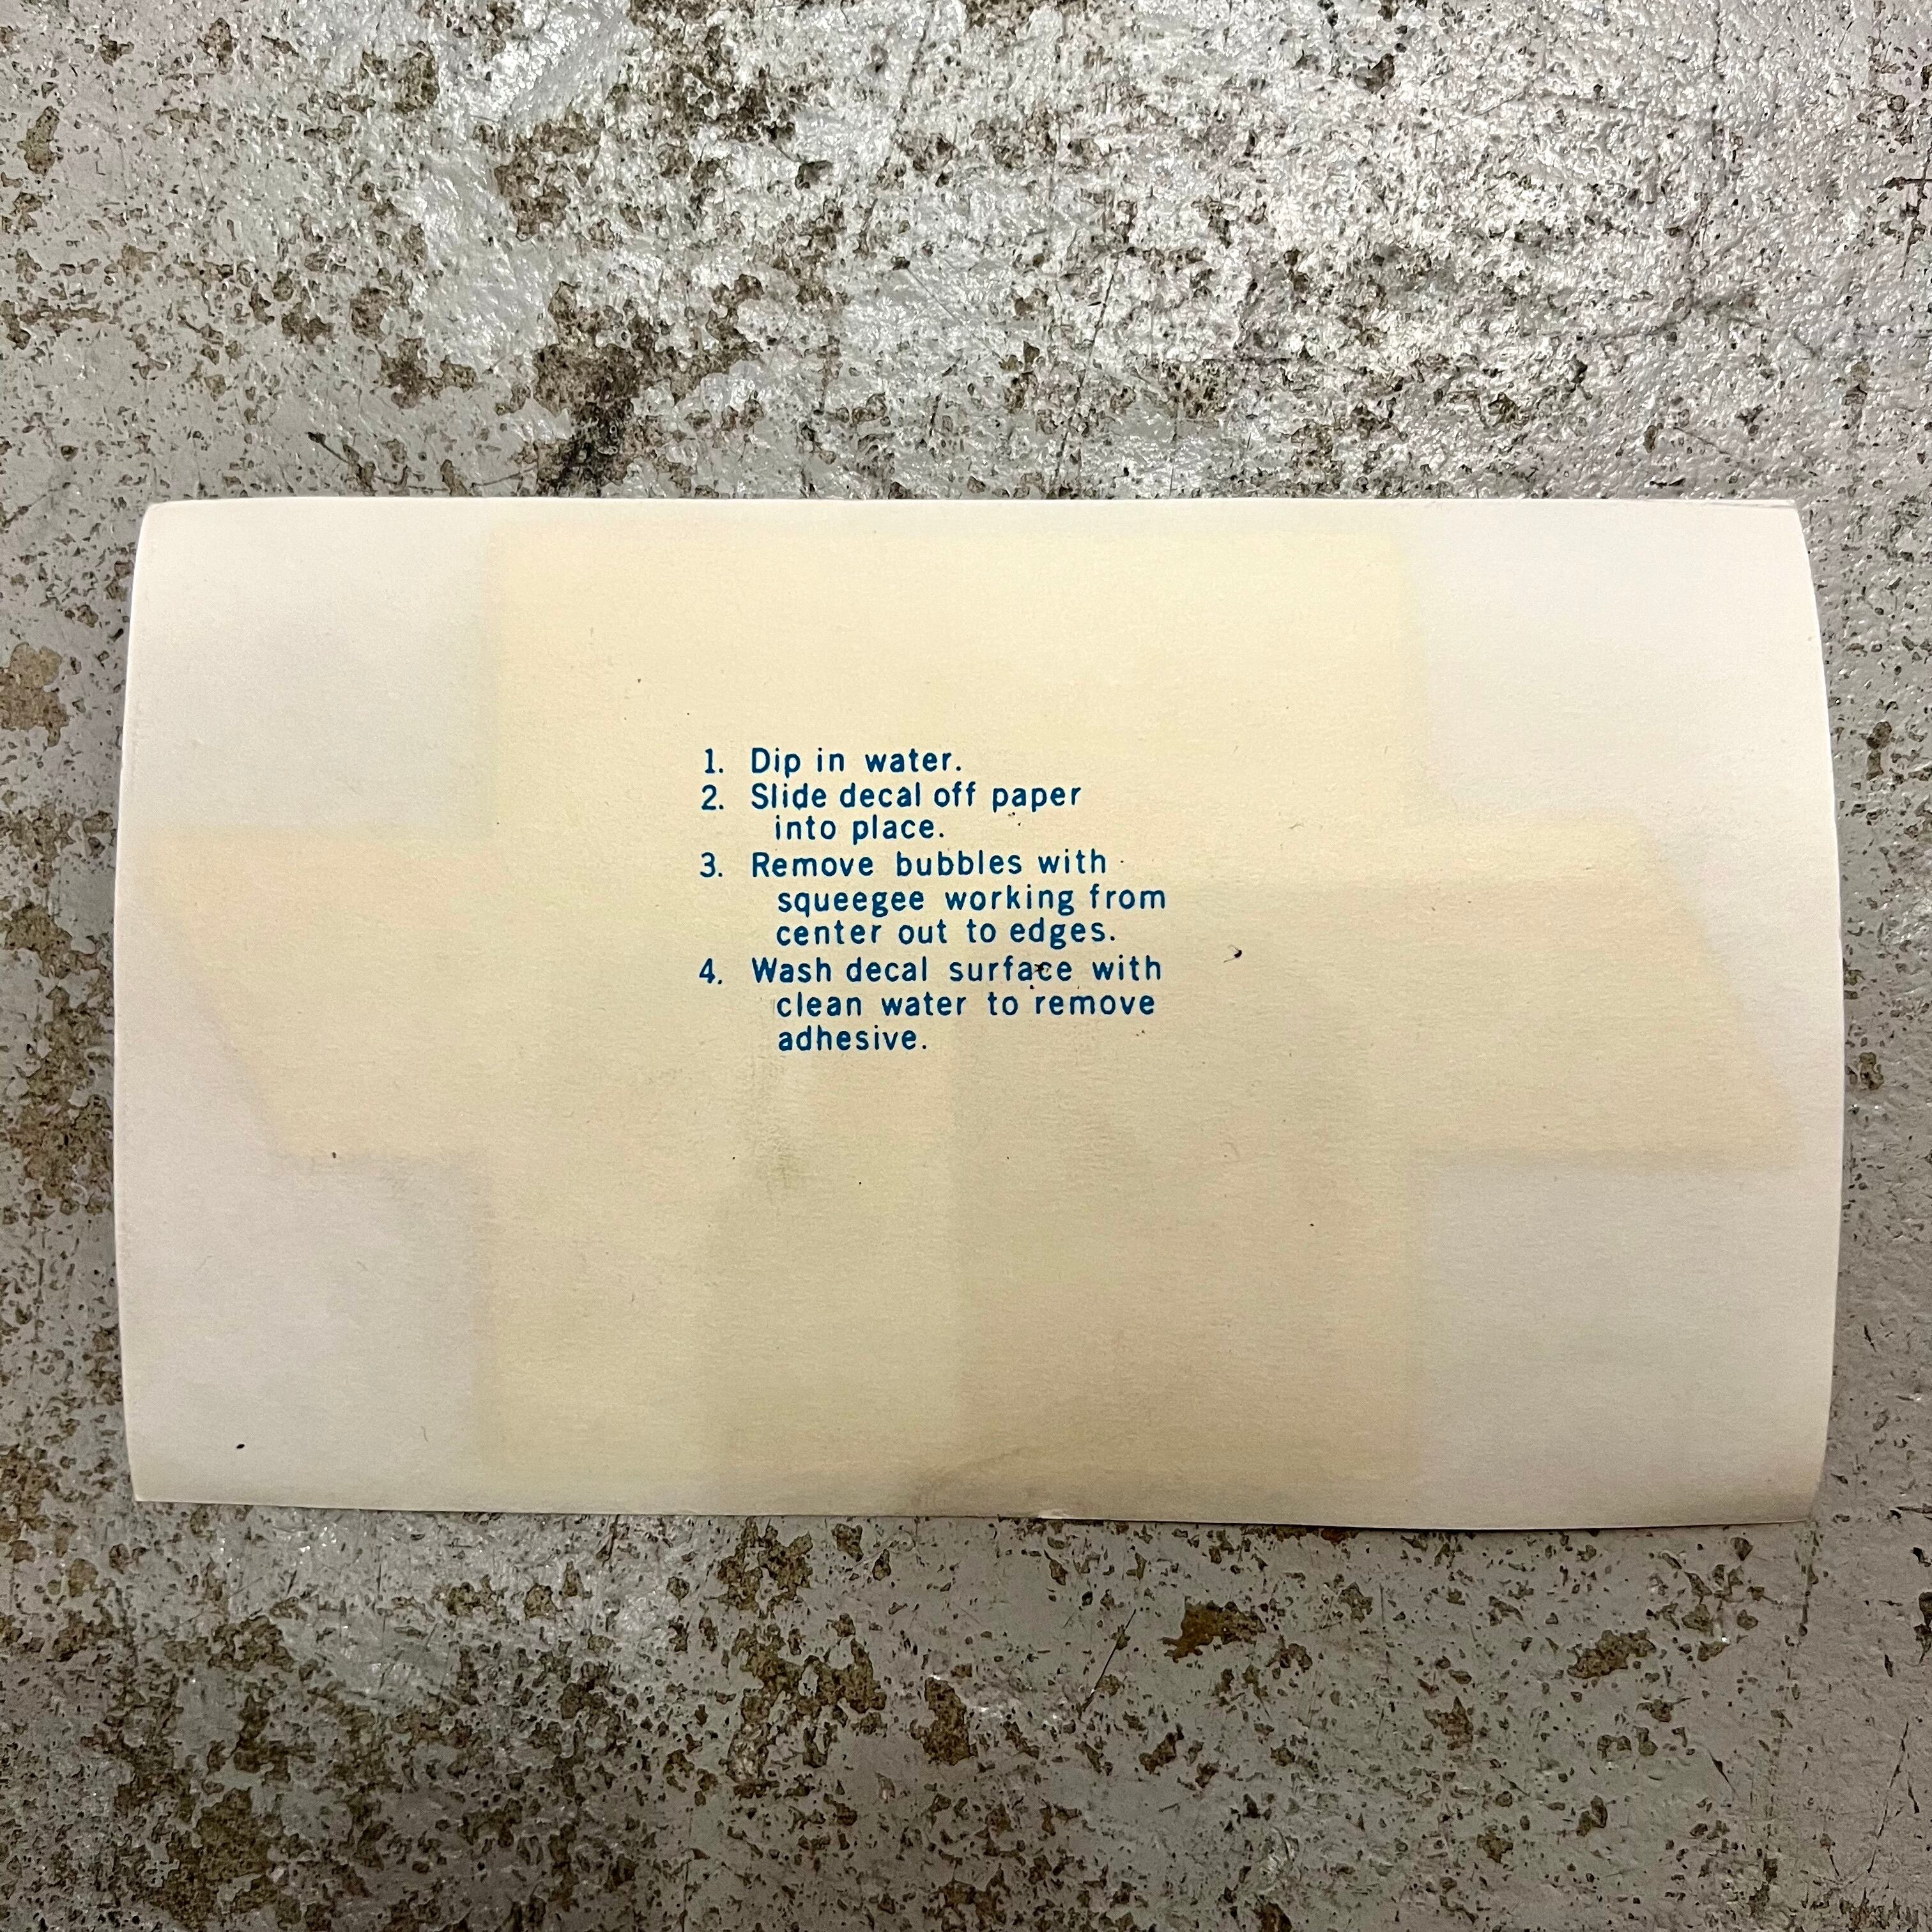 1. Dip in water.
2. Slide decal off paper
into place.
3. Remove bubbles with
squeegee working from
center out to edges.
4. Wash decal surface with
clean water to remove
adhesive.